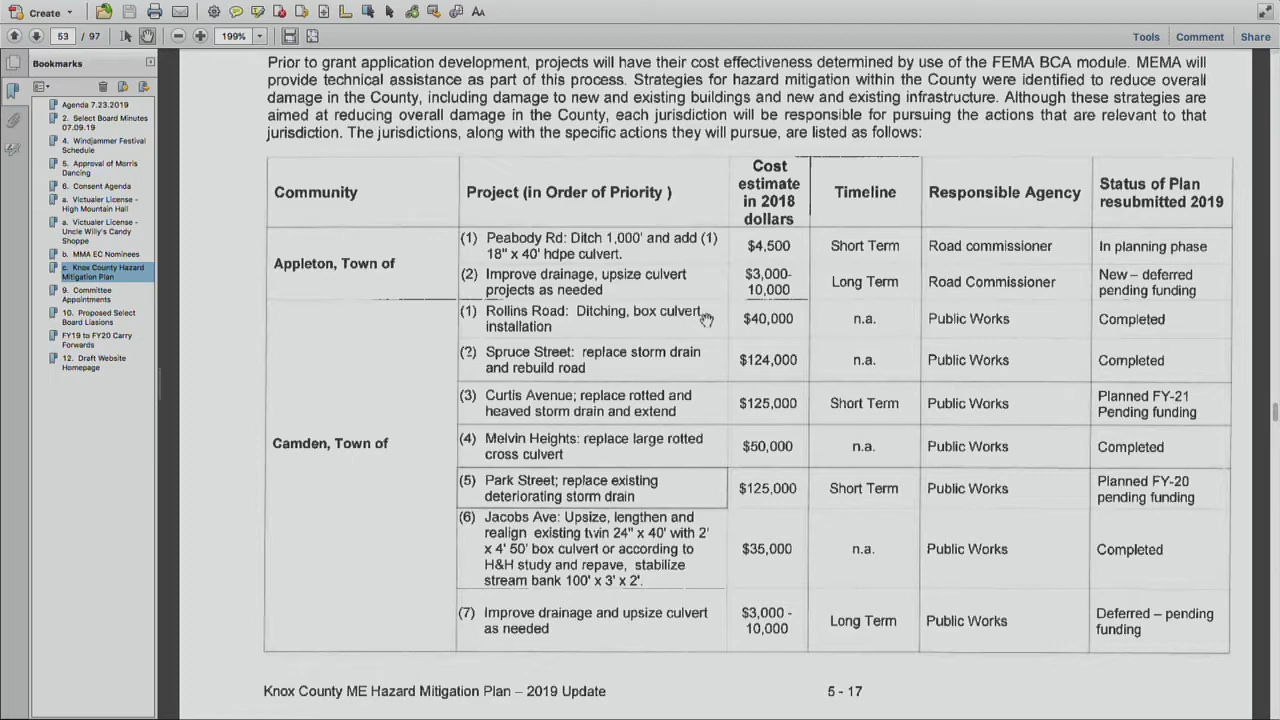 Create
53 / 97
199%
Tools Comment Share
Bookmarks
Agenda 7.23.2019
2. Select Board Minutes
07.09.19
4. Windjammer Festival
Schedule
5. Approval of Morris
Dancing
6. Consent Agenda
a. Victualer License -
High Mountain Hall
a. Victualer License -
Uncle Willy's Candy
Shoppe
b. MMA EC Nominees
c. Knox County Hazard
Mitigation Plan
9. Committee
Appointments
10. Proposed Select
Board Liasions
FY19 to FY20 Carry
Forwards
12. Draft Website
Homepage
Prior to grant application development, projects will have their cost effectiveness determined by use of the FEMA BCA module. MEMA will
provide technical assistance as part of this process. Strategies for hazard mitigation within the County were identified to reduce overall
damage in the County, including damage to new and existing buildings and new and existing infrastructure. Although these strategies are
aimed at reducing overall damage in the County, each jurisdiction will be responsible for pursuing the actions that are relevant to that
jurisdiction. The jurisdictions, along with the specific actions they will pursue, are listed as follows:
Community
Project (in Order of Priority )
Cost
estimate
in 2018
dollars
Timeline
Responsible Agency
Status of Plan
resubmitted 2019
Appleton, Town of
(1) Peabody Rd: Ditch 1,000' and add (1)
18" x 40' hdpe culvert.
$4,500
Short Term
Road commissioner
In planning phase
(2) Improve drainage, upsize culvert
projects as needed
$3,000-
10,000
Long Term
Road Commissioner
New – deferred
pending funding
Camden, Town of
(1) Rollins Road: Ditching, box culvert
installation
$40,000
n.a.
Public Works
Completed
(2) Spruce Street: replace storm drain
and rebuild road
$124,000
n.a.
Public Works
Completed
(3) Curtis Avenue; replace rotted and
heaved storm drain and extend
$125,000
Short Term
Public Works
Planned FY-21
Pending funding
(4) Melvin Heights: replace large rotted
cross culvert
$50,000
n.a.
Public Works
Completed
(5) Park Street; replace existing
deteriorating storm drain
$125,000
Short Term
Public Works
Planned FY-20
pending funding
(6) Jacobs Ave: Upsize, lengthen and
realign existing twin 24" x 40' with 2'
x 4' 50' box culvert or according to
H&H study and repave, stabilize
stream bank 100' x 3' x 2'.
$35,000
n.a.
Public Works
Completed
(7) Improve drainage and upsize culvert
as needed
$3,000 -
10,000
Long Term
Public Works
Deferred – pending
funding
Knox County ME Hazard Mitigation Plan – 2019 Update
5 - 17